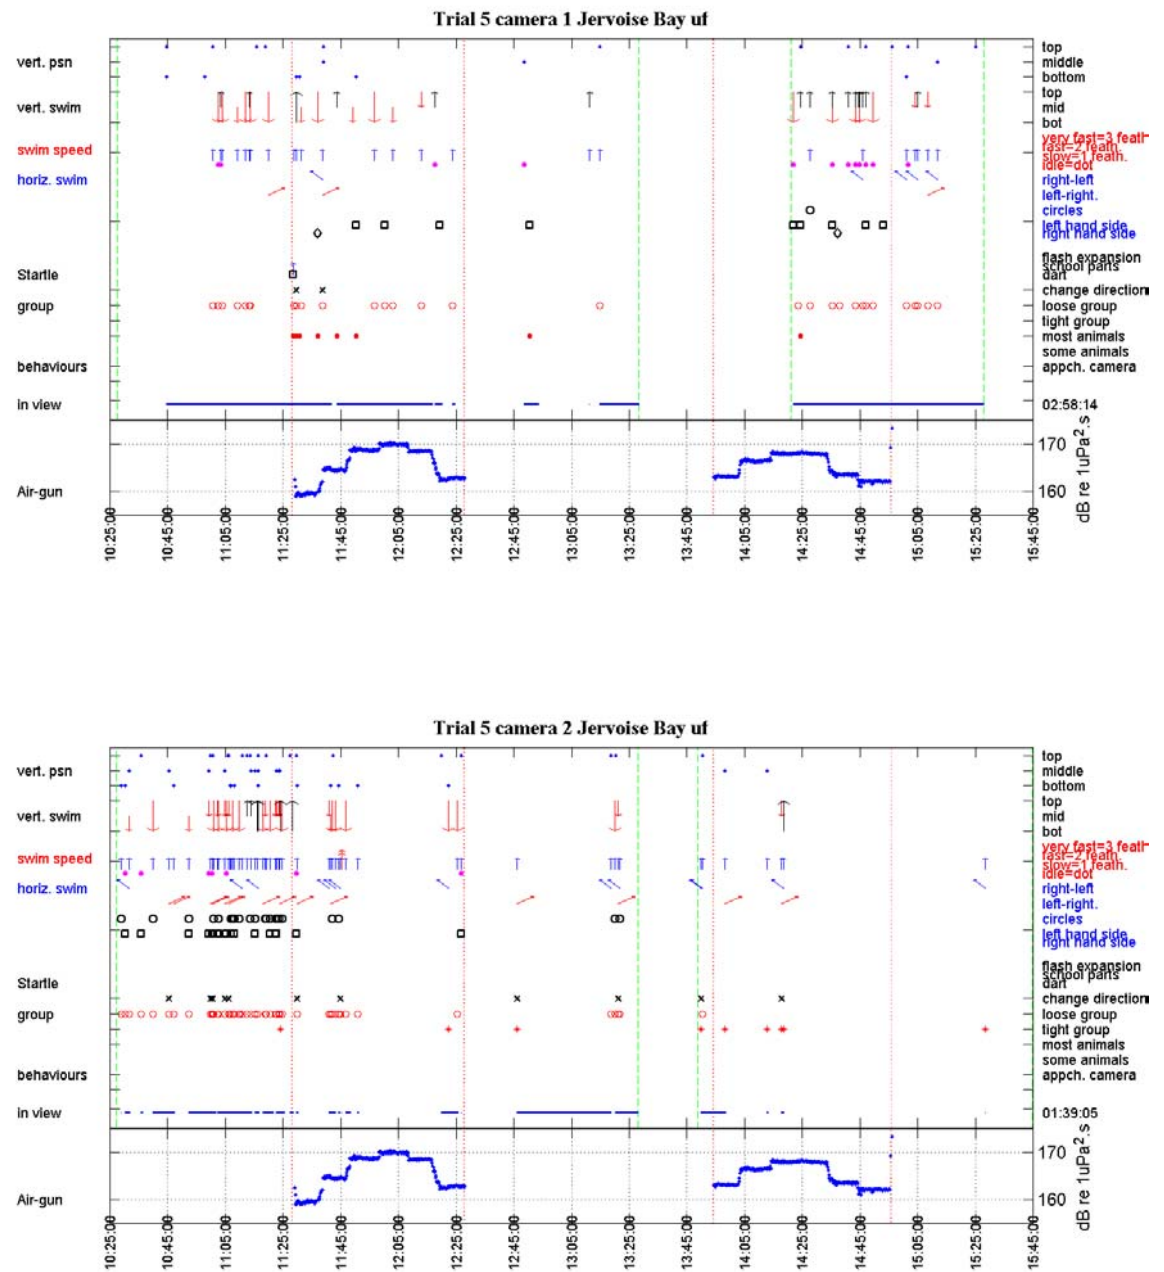 Trial 5 camera 1 Jervoise Bay uf
vert. psn
top
middle
bottom
vert. swim
top
mid
bot
swim speed
very fast=3 feath
fast=2 feath.
slow=1 feath.
idle=dot
horiz. swim
right-left
left-right.
circles
left hand side
right hand side
flash expansion
Startle
school parts
dart
change direction
group
loose group
tight group
most animals
some animals
behaviours
appch. camera
in view
02:58:14
170
Air-gun
160
dB re 1uPa².s
10:25:00
10:45:00
11:05:00
11:25:00
11:45:00
12:05:00
12:25:00
12:45:00
13:05:00
13:25:00
13:45:00
14:05:00
14:25:00
14:45:00
15:05:00
15:25:00
15:45:00
Trial 5 camera 2 Jervoise Bay uf
vert. psn
top
middle
bottom
vert. swim
top
mid
bot
swim speed
very fast=3 feath
fast=2 feath.
slow=1 feath.
idle=dot
horiz. swim
right-left
left-right.
circles
left hand side
right hand side
flash expansion
Startle
school parts
dart
change direction
group
loose group
tight group
most animals
some animals
behaviours
appch. camera
in view
01:39:05
170
Air-gun
160
dB re 1uPa².s
10:25:00
10:45:00
11:05:00
11:25:00
11:45:00
12:05:00
12:25:00
12:45:00
13:05:00
13:25:00
13:45:00
14:05:00
14:25:00
14:45:00
15:05:00
15:25:00
15:45:00